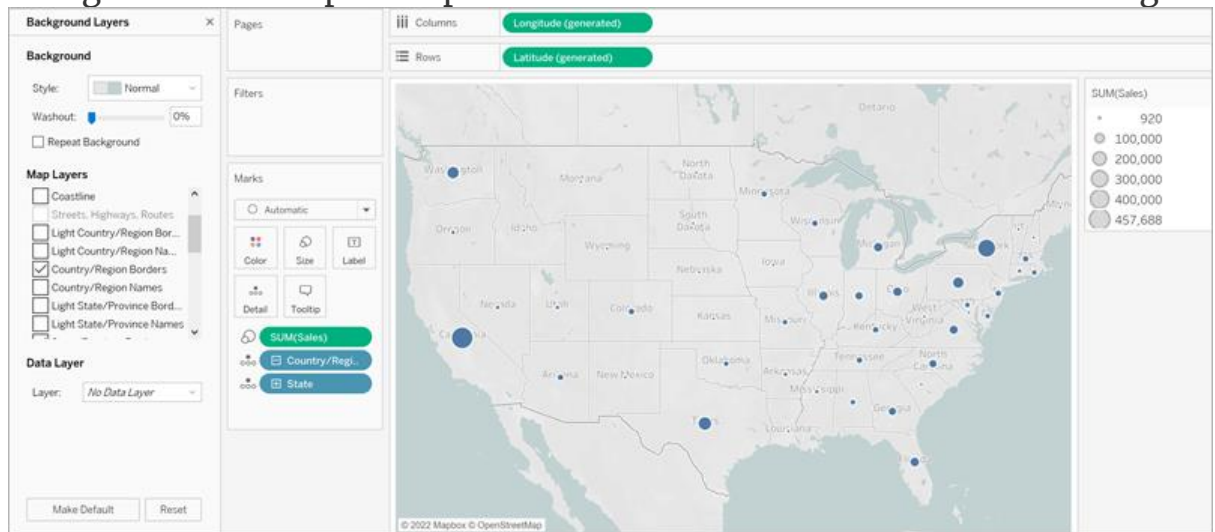 Background Layers ×
Background
Style: Normal
Washout: 0%
Repeat Background
Map Layers
Coastline
Streets, Highways, Routes
Light Country/Region Bor...
Light Country/Region Na...
Country/Region Borders
Country/Region Names
Light State/Province Bord...
Light State/Province Names
Data Layer
Layer: No Data Layer
Make Default Reset
Pages
Filters
Marks
Automatic
Color Size Label
Detail Tooltip
SUM(Sales)
Country/Regi..
State
Columns Longitude (generated)
Rows Latitude (generated)
Ontario
Washington
Montana
North
Dakota
Minnesota
Oregon
Idaho
South
Dakota
Wisconsin
Michigan
New York
Wyoming
Nebraska
Iowa
Nevada
Utah
Colorado
Kansas
Missouri
Illinois
Ohio
West
Virginia
Kentucky
California
Arizona
New Mexico
Oklahoma
Arkansas
Tennessee
North
Carolina
Mississippi
Georgia
Texas
Louisiana
Florida
© 2022 Mapbox © OpenStreetMap
SUM(Sales)
920
100,000
200,000
300,000
400,000
457,688